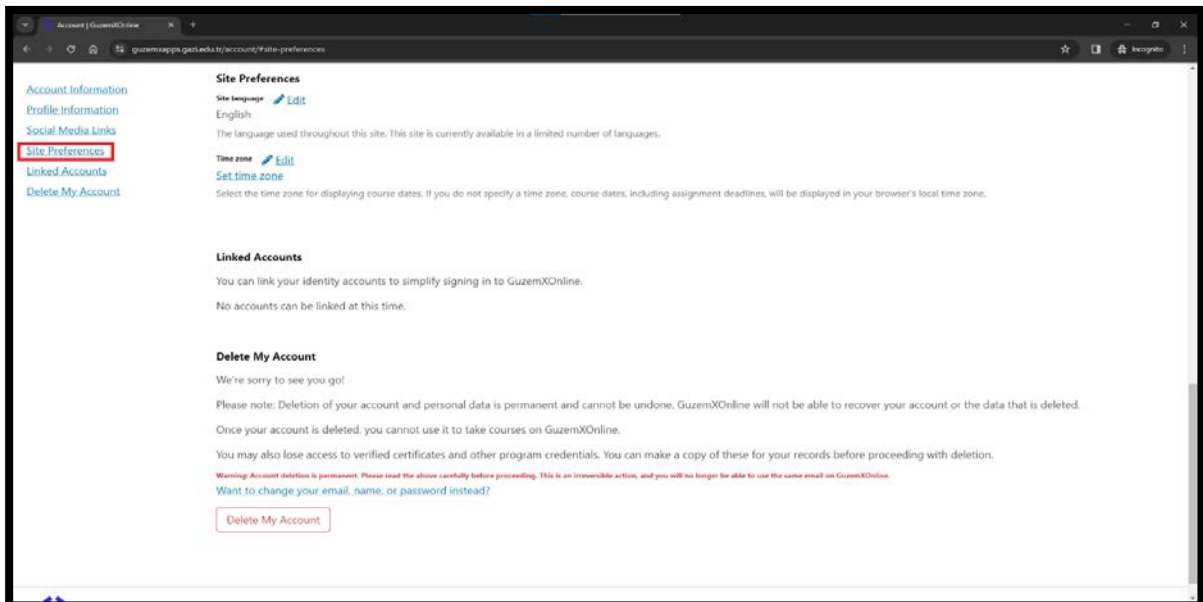 Account | GuzemXOnline
guzemxapps.gazi.edu.tr/account/#site-preferences
Incognito
Account Information
Profile Information
Social Media Links
Site Preferences
Linked Accounts
Delete My Account
Site Preferences
Site language Edit
English
The language used throughout this site. This site is currently available in a limited number of languages.
Time zone Edit
Set time zone
Select the time zone for displaying course dates. If you do not specify a time zone, course dates, including assignment deadlines, will be displayed in your browser's local time zone.
Linked Accounts
You can link your identity accounts to simplify signing in to GuzemXOnline.
No accounts can be linked at this time.
Delete My Account
We're sorry to see you go!
Please note: Deletion of your account and personal data is permanent and cannot be undone. GuzemXOnline will not be able to recover your account or the data that is deleted.
Once your account is deleted, you cannot use it to take courses on GuzemXOnline.
You may also lose access to verified certificates and other program credentials. You can make a copy of these for your records before proceeding with deletion.
Warning: Account deletion is permanent. Please read the above carefully before proceeding. This is an irreversible action, and you will no longer be able to use the same email on GuzemXOnline.
Want to change your email, name, or password instead?
Delete My Account